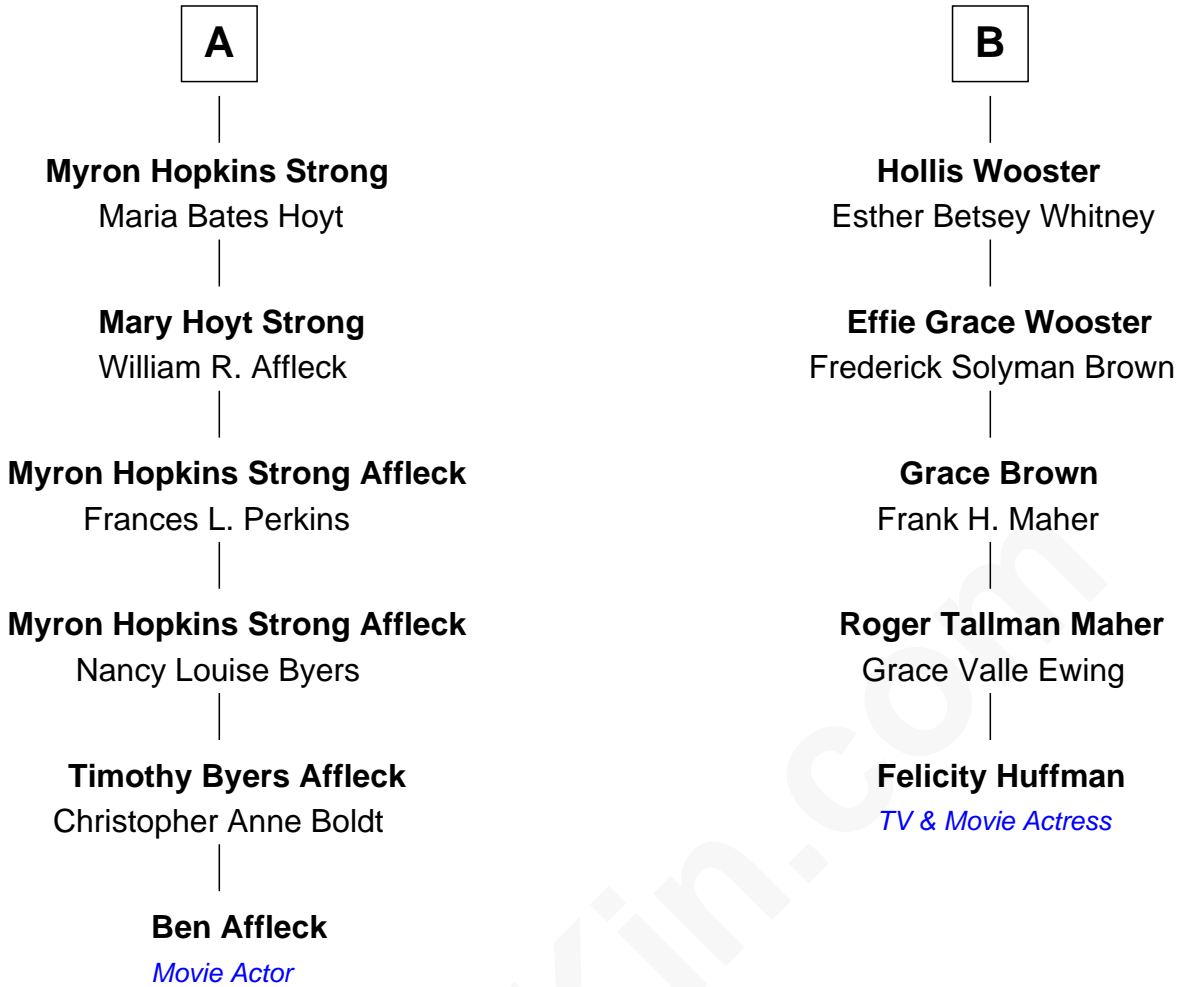 A
Myron Hopkins Strong
Maria Bates Hoyt
Mary Hoyt Strong
William R. Affleck
Myron Hopkins Strong Affleck
Frances L. Perkins
Myron Hopkins Strong Affleck
Nancy Louise Byers
Timothy Byers Affleck
Christopher Anne Boldt
Ben Affleck
Movie Actor
B
Hollis Wooster
Esther Betsey Whitney
Effie Grace Wooster
Frederick Solyman Brown
Grace Brown
Frank H. Maher
Roger Tallman Maher
Grace Valle Ewing
Felicity Huffman
TV & Movie Actress